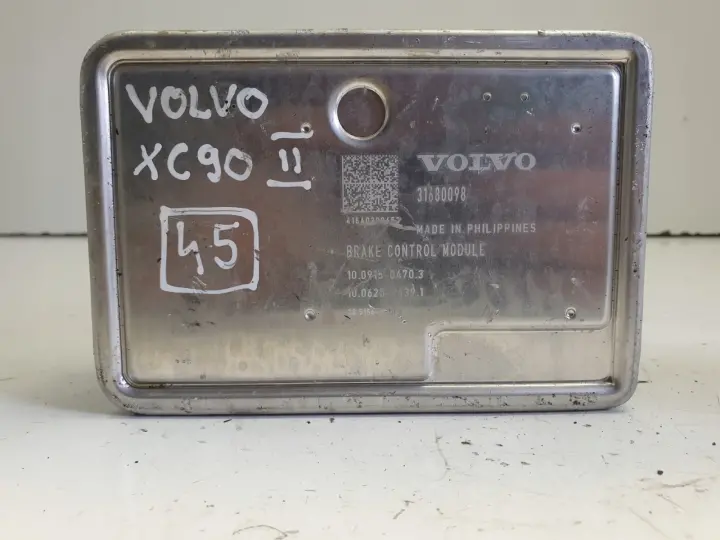 VOLVO
XC90 II
45
VOLVO
31680098
MADE IN PHILIPPINES
BRAKE CONTROL MODULE